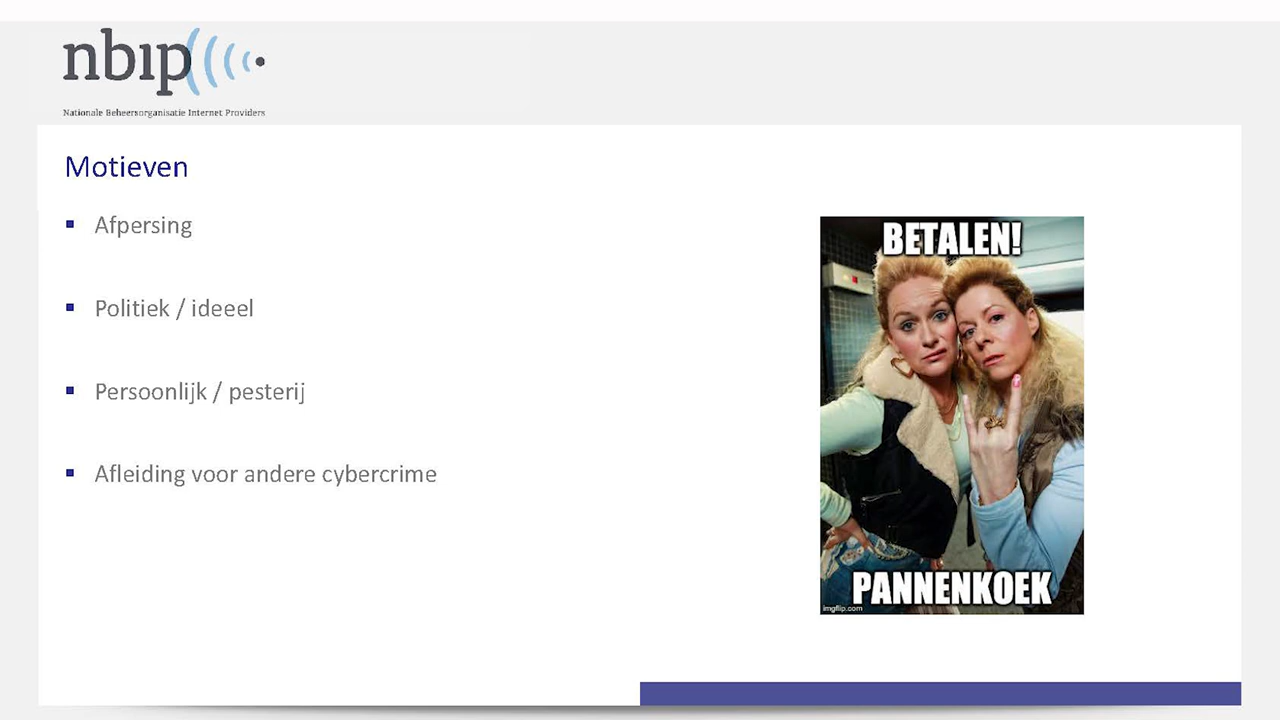 nbip
Nationale Beheersorganisatie Internet Providers
Motieven
Afpersing
Politiek / ideeel
Persoonlijk / pesterij
Afleiding voor andere cybercrime
BETALEN!
PANNENKOEK
imgflip.com